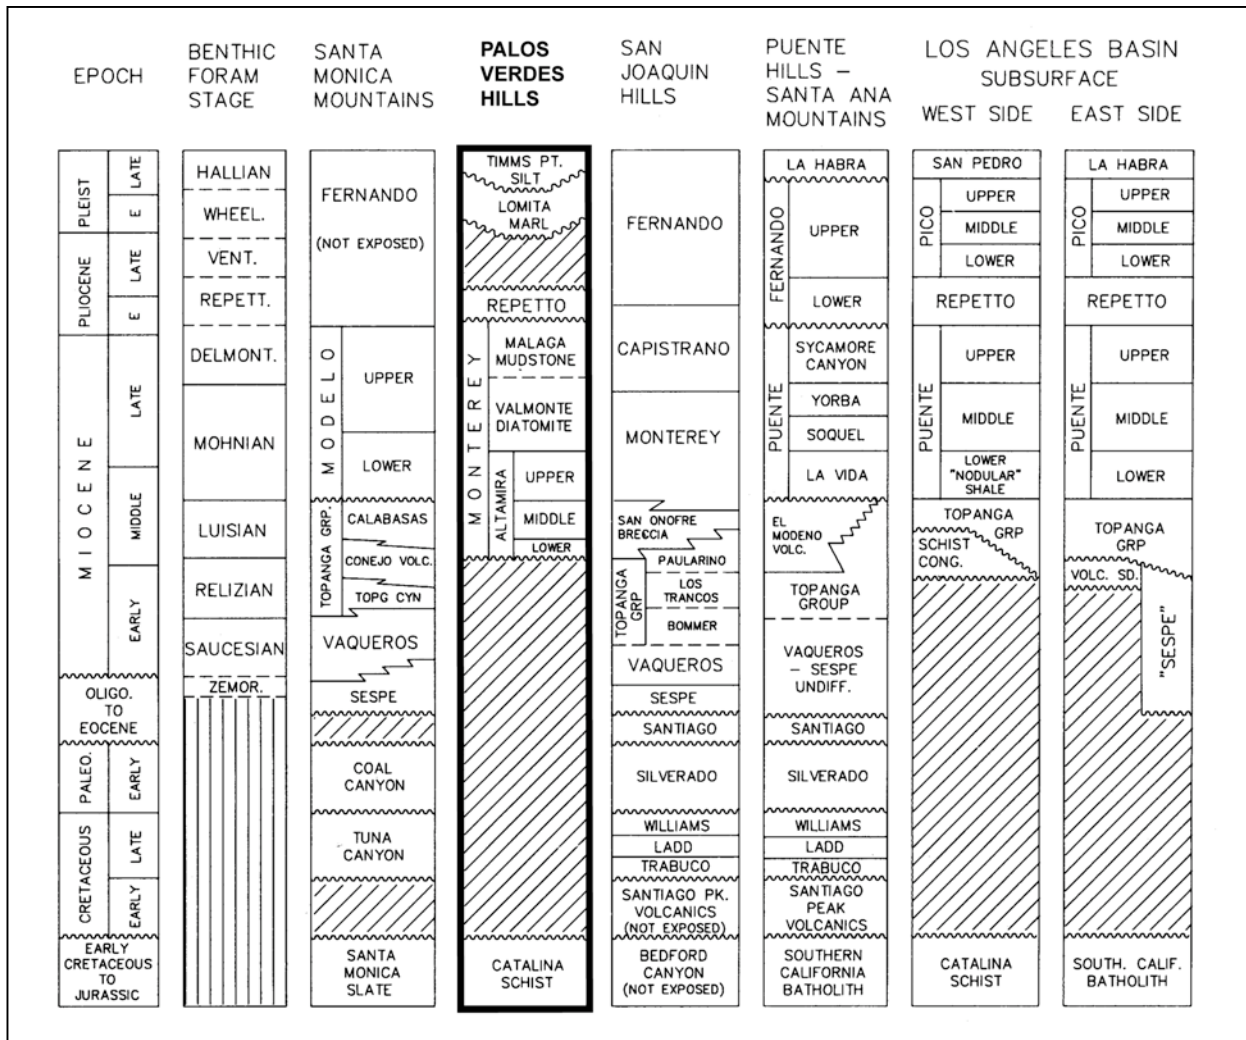 EPOCH
BENTHIC
FORAM
STAGE
SANTA
MONICA
MOUNTAINS
PALOS
VERDES
HILLS
SAN
JOAQUIN
HILLS
PUENTE
HILLS –
SANTA ANA
MOUNTAINS
LOS ANGELES BASIN
SUBSURFACE
WEST SIDE
EAST SIDE
PLEIST
LATE
E
PLIOCENE
LATE
E
MIOCENE
LATE
MIDDLE
EARLY
OLIGO.
TO
EOCENE
PALEO.
EARLY
CRETACEOUS
LATE
EARLY
EARLY
CRETACEOUS
TO
JURASSIC
HALLIAN
WHEEL.
VENT.
REPETT.
DELMONT.
MOHNIAN
LUISIAN
RELIZIAN
SAUCESIAN
ZEMOR.
FERNANDO
(NOT EXPOSED)
MODELO
UPPER
LOWER
TOPANGA GRP.
CALABASAS
CONEJO VOLC.
TOPG CYN
VAQUEROS
SESPE
COAL
CANYON
TUNA
CANYON
SANTA
MONICA
SLATE
TIMMS PT.
SILT
LOMITA
MARL
REPETTO
MONTEREY
MALAGA
MUDSTONE
VALMONTE
DIATOMITE
ALTAMIRA
UPPER
MIDDLE
LOWER
CATALINA
SCHIST
FERNANDO
CAPISTRANO
MONTEREY
SAN ONOFRE
BRECCIA
TOPANGA
GRP
PAULARINO
LOS
TRANCOS
BOMMER
VAQUEROS
SESPE
SANTIAGO
SILVERADO
WILLIAMS
LADD
TRABUCO
SANTIAGO PK.
VOLCANICS
(NOT EXPOSED)
BEDFORD
CANYON
(NOT EXPOSED)
LA HABRA
FERNANDO
UPPER
LOWER
PUENTE
SYCAMORE
CANYON
YORBA
SOQUEL
LA VIDA
EL
MODENO
VOLC.
TOPANGA
GROUP
VAQUEROS
– SESPE
UNDIFF.
SANTIAGO
SILVERADO
WILLIAMS
LADD
TRABUCO
SANTIAGO
PEAK
VOLCANICS
SOUTHERN
CALIFORNIA
BATHOLITH
SAN PEDRO
PICO
UPPER
MIDDLE
LOWER
REPETTO
PUENTE
UPPER
MIDDLE
LOWER
"NODULAR"
SHALE
TOPANGA
GRP
SCHIST
CONG.
CATALINA
SCHIST
LA HABRA
PICO
UPPER
MIDDLE
LOWER
REPETTO
PUENTE
UPPER
MIDDLE
LOWER
TOPANGA
GRP
VOLC. SD.
"SESPE"
SOUTH. CALIF.
BATHOLITH